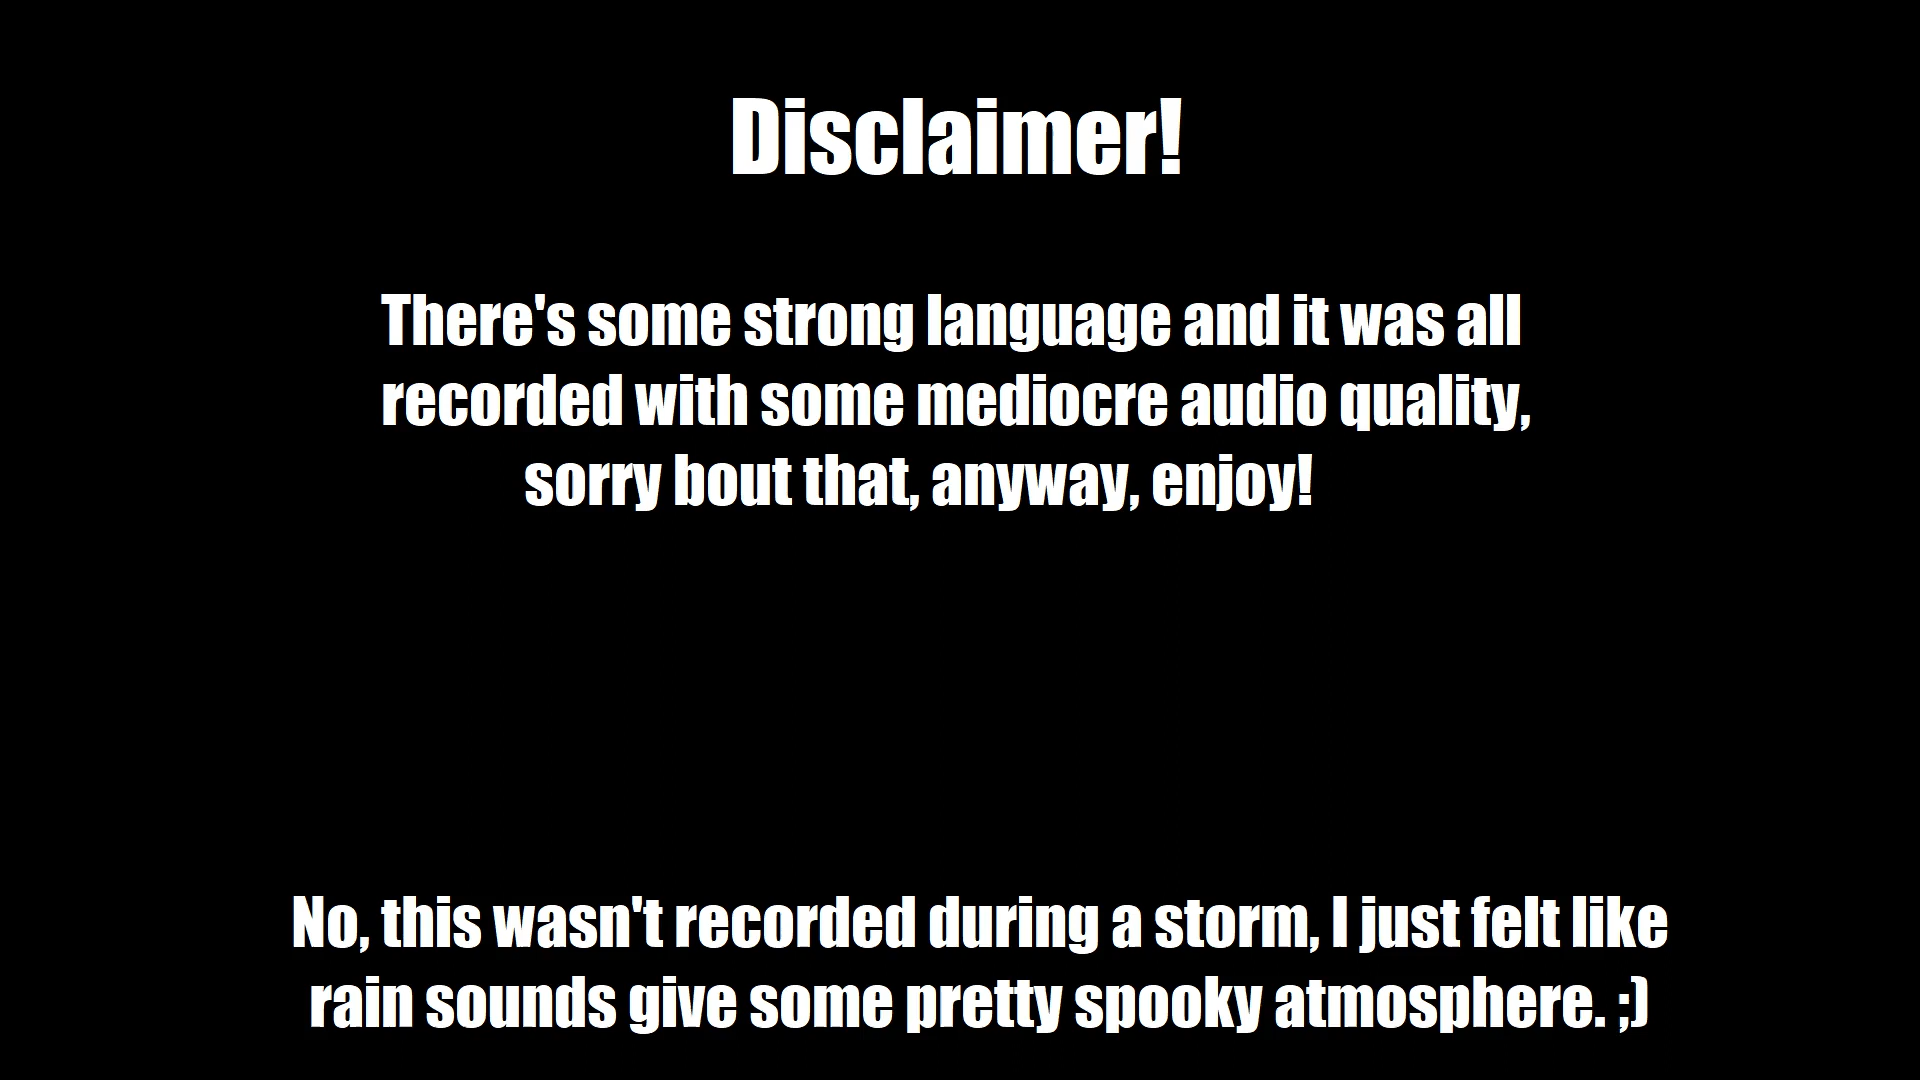 Disclaimer!
There's some strong language and it was all
recorded with some mediocre audio quality,
sorry bout that, anyway, enjoy!
No, this wasn't recorded during a storm, I just felt like
rain sounds give some pretty spooky atmosphere. ;)